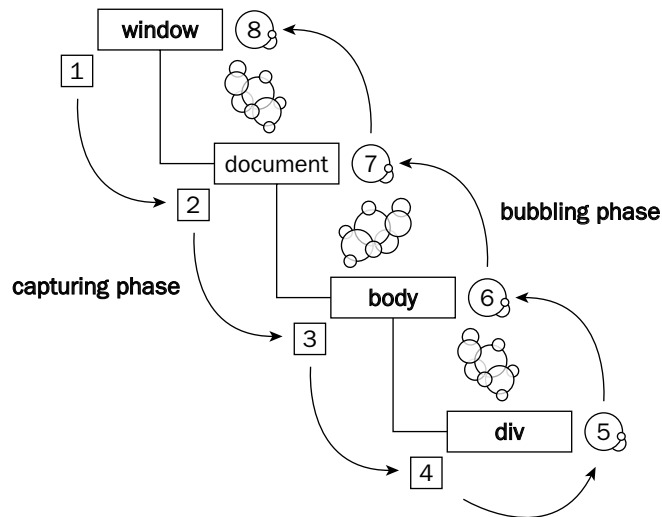 window
8
1
document
7
2
bubbling phase
capturing phase
body
6
3
div
5
4